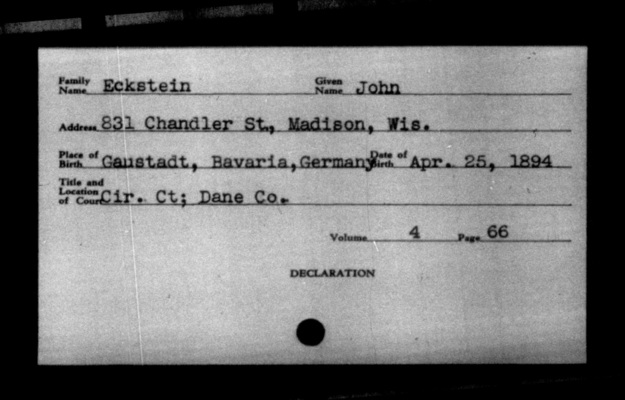 Family Name Eckstein Given Name John
Address 831 Chandler St., Madison, Wis.
Place of Birth Gaustadt, Bavaria, Germany Date of Birth Apr. 25, 1894
Title and Location of Court Cir. Ct; Dane Co.
Volume 4 Page 66
DECLARATION